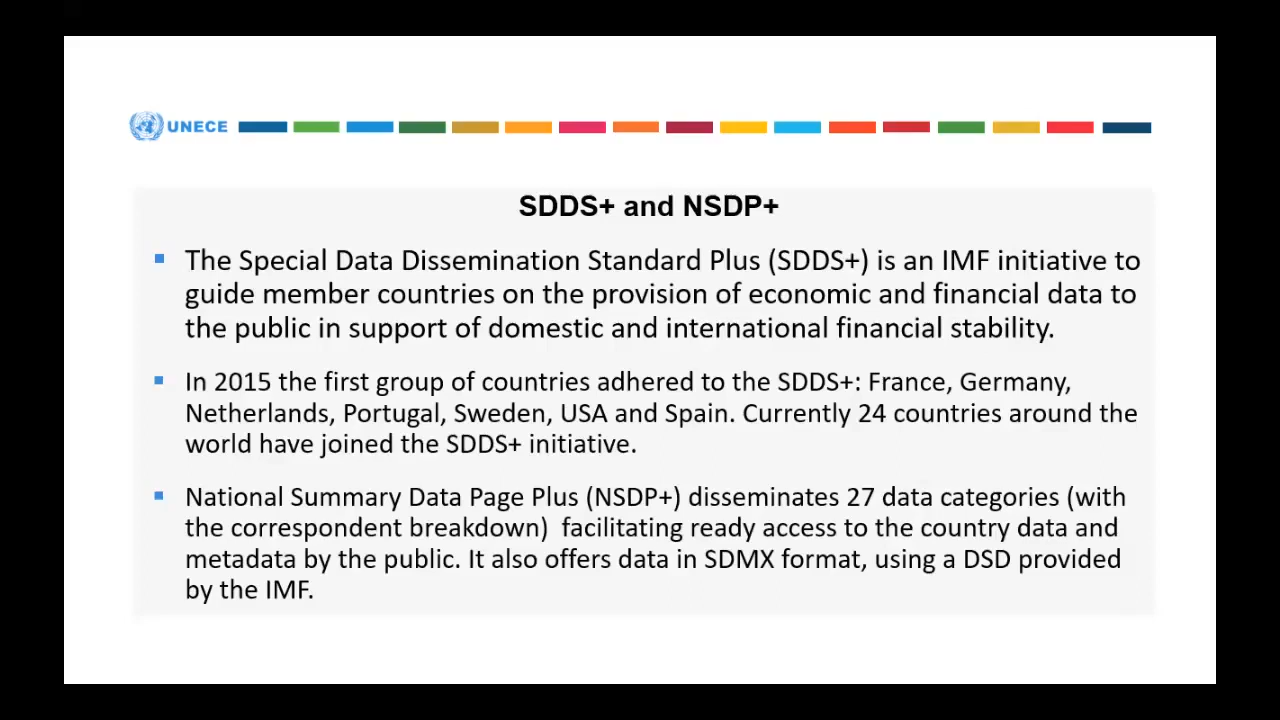 UNECE
SDDS+ and NSDP+
▪ The Special Data Dissemination Standard Plus (SDDS+) is an IMF initiative to
guide member countries on the provision of economic and financial data to
the public in support of domestic and international financial stability.
▪ In 2015 the first group of countries adhered to the SDDS+: France, Germany,
Netherlands, Portugal, Sweden, USA and Spain. Currently 24 countries around the
world have joined the SDDS+ initiative.
▪ National Summary Data Page Plus (NSDP+) disseminates 27 data categories (with
the correspondent breakdown)  facilitating ready access to the country data and
metadata by the public. It also offers data in SDMX format, using a DSD provided
by the IMF.